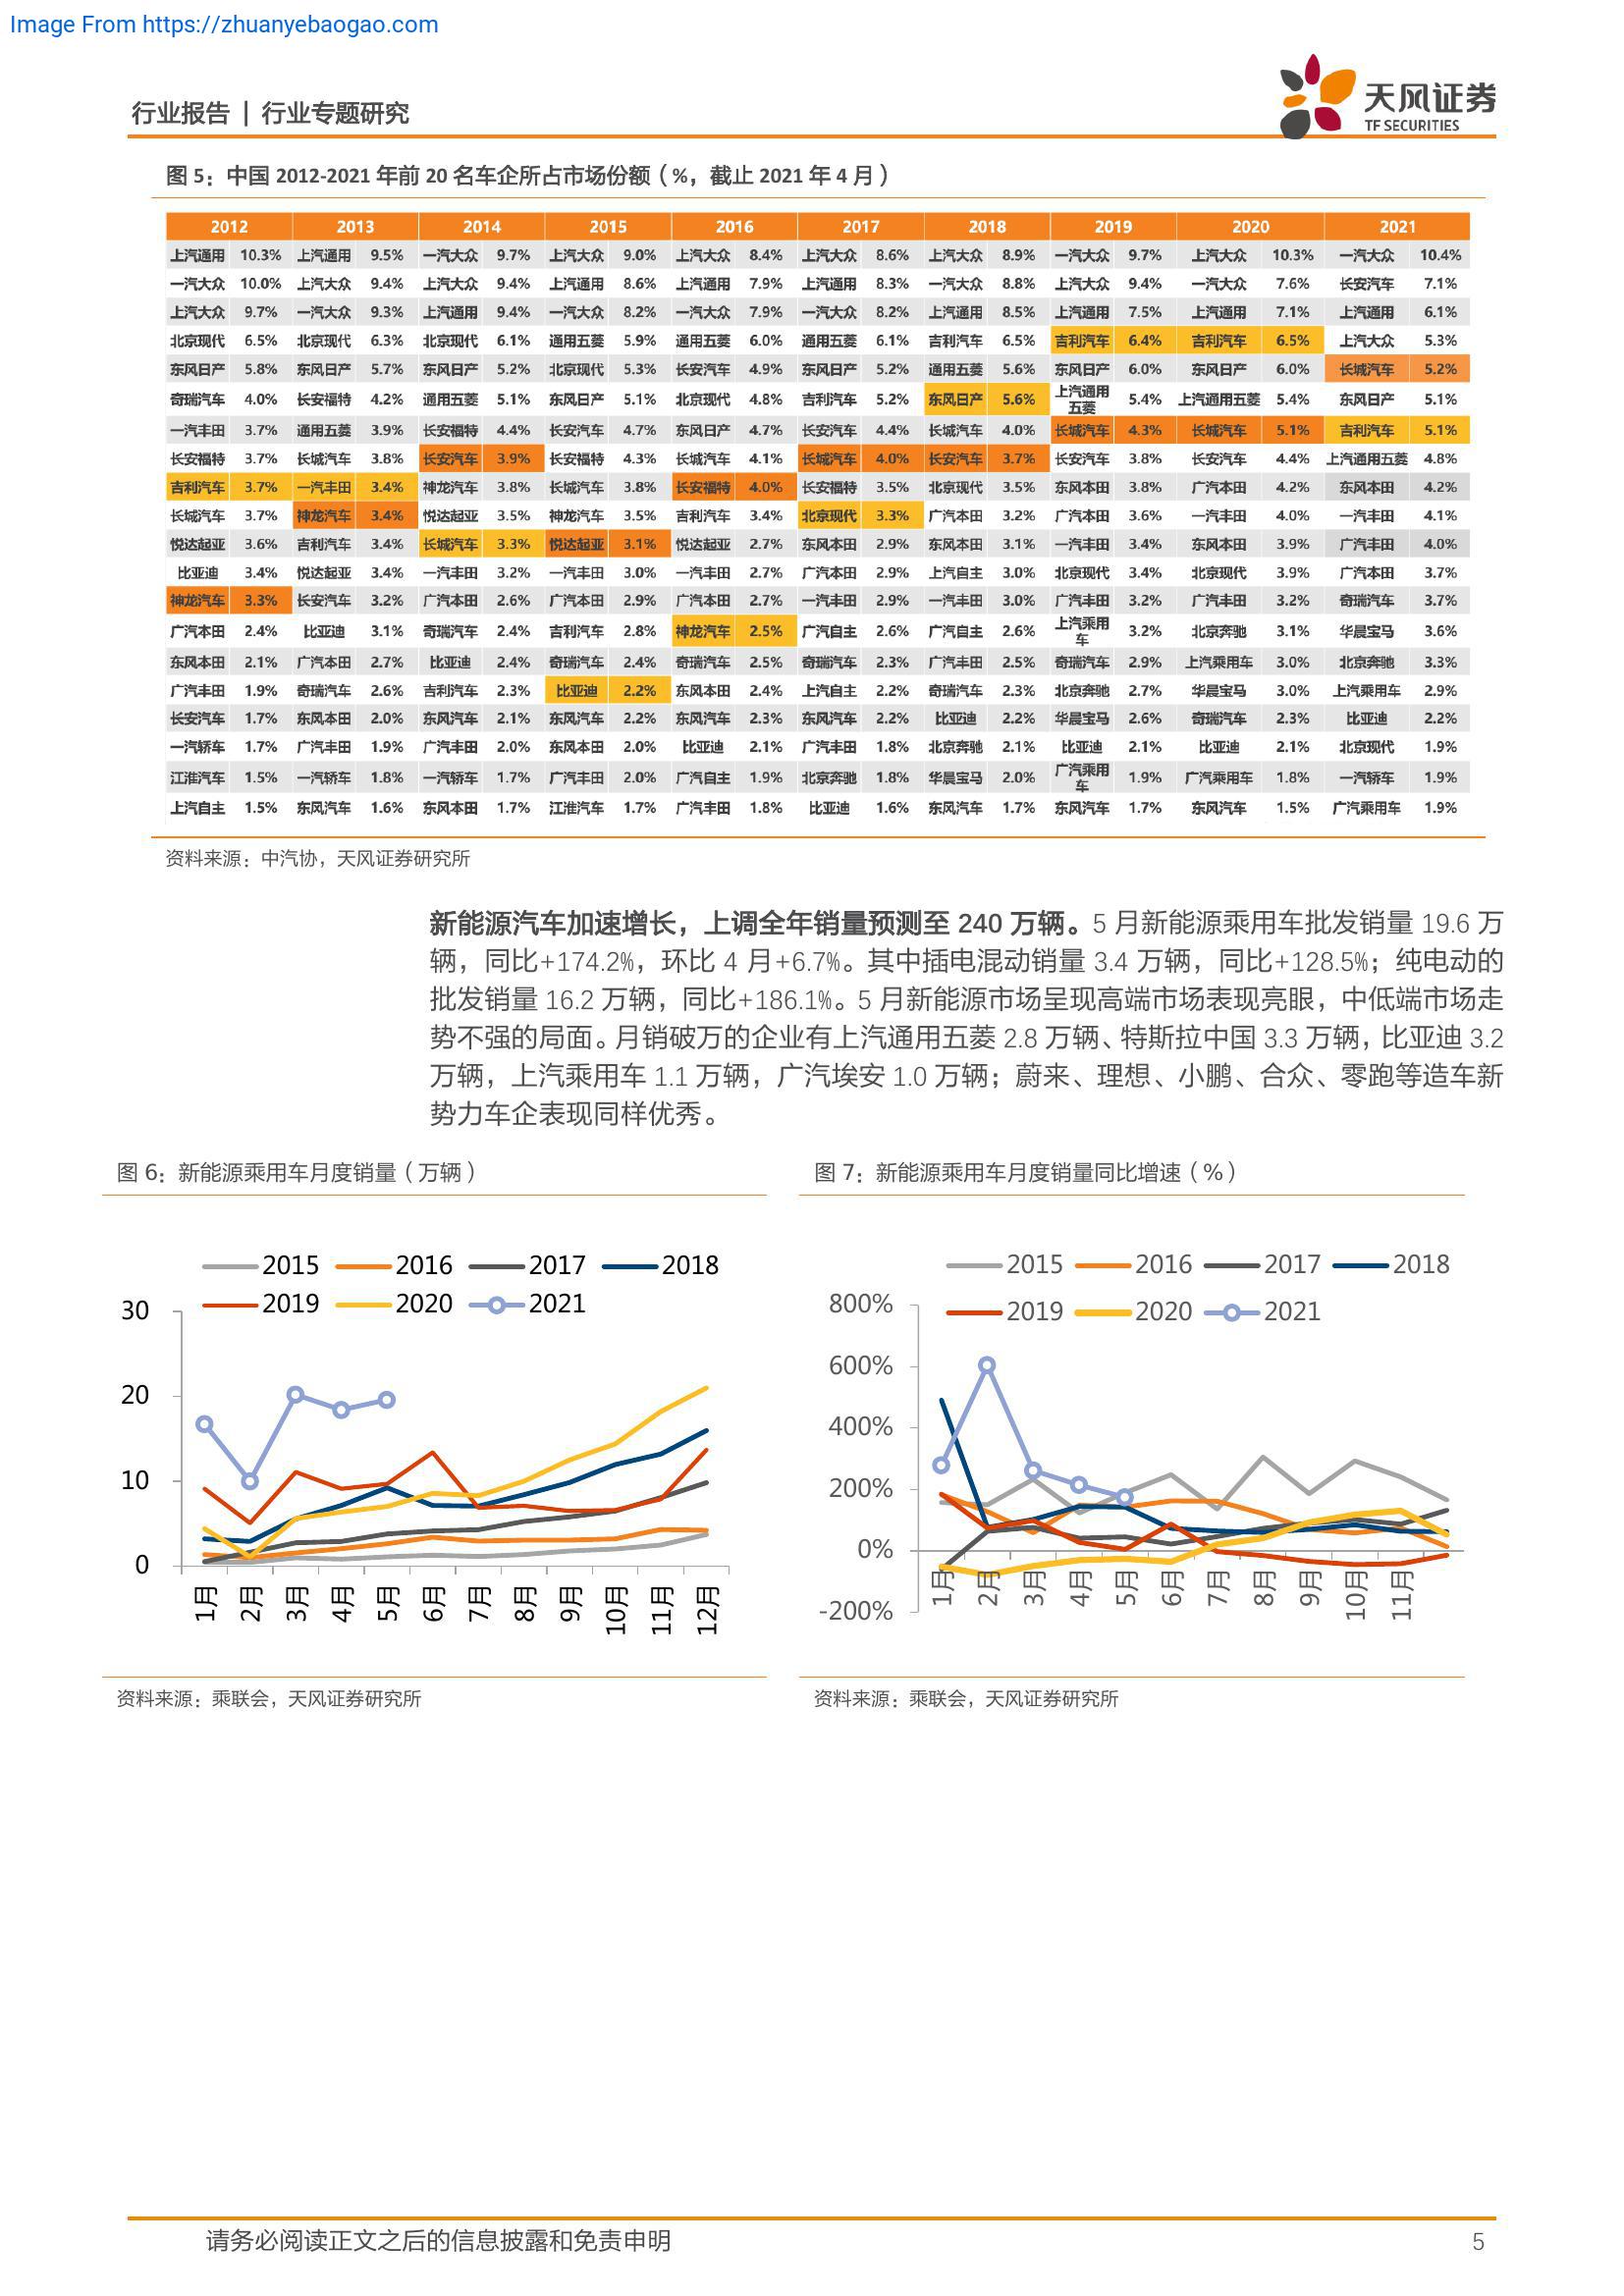 Image From https://zhuanyebaogao.com
行业报告 | 行业专题研究
天风证券
TF SECURITIES
图 5：中国 2012-2021 年前 20 名车企所占市场份额（%，截止 2021 年 4 月）
2012 2013 2014 2015 2016 2017 2018 2019 2020 2021
上汽通用 10.3% 上汽通用 9.5% 一汽大众 9.7% 上汽大众 9.0% 上汽大众 8.4% 上汽大众 8.6% 上汽大众 8.9% 一汽大众 9.7% 上汽大众 10.3% 一汽大众 10.4%
一汽大众 10.0% 上汽大众 9.4% 上汽大众 9.4% 上汽通用 8.6% 上汽通用 7.9% 上汽通用 8.3% 一汽大众 8.8% 上汽大众 9.4% 一汽大众 7.6% 长安汽车 7.1%
上汽大众 9.7% 一汽大众 9.3% 上汽通用 9.4% 一汽大众 8.2% 一汽大众 7.9% 一汽大众 8.2% 上汽通用 8.5% 上汽通用 7.5% 上汽通用 7.1% 上汽通用 6.1%
北京现代 6.5% 北京现代 6.3% 北京现代 6.1% 通用五菱 5.9% 通用五菱 6.0% 通用五菱 6.1% 吉利汽车 6.5% 吉利汽车 6.4% 吉利汽车 6.5% 上汽大众 5.3%
东风日产 5.8% 东风日产 5.7% 东风日产 5.2% 北京现代 5.3% 长安汽车 4.9% 东风日产 5.2% 通用五菱 5.6% 东风日产 6.0% 东风日产 6.0% 长城汽车 5.2%
奇瑞汽车 4.0% 长安福特 4.2% 通用五菱 5.1% 东风日产 5.1% 北京现代 4.8% 吉利汽车 5.2% 东风日产 5.6% 上汽通用五菱 5.4% 上汽通用五菱 5.4% 东风日产 5.1%
一汽丰田 3.7% 通用五菱 3.9% 长安福特 4.4% 长安汽车 4.7% 东风日产 4.7% 长安汽车 4.4% 长城汽车 4.0% 长城汽车 4.3% 长城汽车 5.1% 吉利汽车 5.1%
长安福特 3.7% 长城汽车 3.8% 长安汽车 3.9% 长安福特 4.3% 长城汽车 4.1% 长城汽车 4.0% 长安汽车 3.7% 长安汽车 3.8% 长安汽车 4.4% 上汽通用五菱 4.8%
吉利汽车 3.7% 一汽丰田 3.4% 神龙汽车 3.8% 长城汽车 3.8% 长安福特 4.0% 长安福特 3.5% 北京现代 3.5% 东风本田 3.8% 广汽本田 4.2% 东风本田 4.2%
长城汽车 3.7% 神龙汽车 3.4% 悦达起亚 3.5% 神龙汽车 3.5% 吉利汽车 3.4% 北京现代 3.3% 广汽本田 3.2% 广汽本田 3.6% 一汽丰田 4.0% 一汽丰田 4.1%
悦达起亚 3.6% 吉利汽车 3.4% 长城汽车 3.3% 悦达起亚 3.1% 悦达起亚 2.7% 东风本田 2.9% 东风本田 3.1% 一汽丰田 3.4% 东风本田 3.9% 广汽丰田 4.0%
比亚迪 3.4% 悦达起亚 3.4% 一汽丰田 3.2% 一汽丰田 3.0% 一汽丰田 2.7% 广汽本田 2.9% 上汽自主 3.0% 北京现代 3.4% 北京现代 3.9% 广汽本田 3.7%
神龙汽车 3.3% 长安汽车 3.2% 广汽本田 2.6% 广汽本田 2.9% 广汽本田 2.7% 一汽丰田 2.9% 一汽丰田 3.0% 广汽丰田 3.2% 广汽丰田 3.2% 奇瑞汽车 3.7%
广汽本田 2.4% 比亚迪 3.1% 奇瑞汽车 2.4% 吉利汽车 2.8% 神龙汽车 2.5% 广汽自主 2.6% 广汽自主 2.6% 上汽乘用车 3.2% 北京奔驰 3.1% 华晨宝马 3.6%
东风本田 2.1% 广汽本田 2.7% 比亚迪 2.4% 奇瑞汽车 2.4% 奇瑞汽车 2.5% 奇瑞汽车 2.3% 广汽丰田 2.5% 奇瑞汽车 2.9% 上汽乘用车 3.0% 北京奔驰 3.3%
广汽丰田 1.9% 奇瑞汽车 2.6% 吉利汽车 2.3% 比亚迪 2.2% 东风本田 2.4% 上汽自主 2.2% 奇瑞汽车 2.3% 北京奔驰 2.7% 华晨宝马 3.0% 上汽乘用车 2.9%
长安汽车 1.7% 东风本田 2.0% 东风汽车 2.1% 东风汽车 2.2% 东风汽车 2.3% 东风汽车 2.2% 比亚迪 2.2% 华晨宝马 2.6% 奇瑞汽车 2.3% 比亚迪 2.2%
一汽轿车 1.7% 广汽丰田 1.9% 广汽丰田 2.0% 东风本田 2.0% 比亚迪 2.1% 广汽丰田 1.8% 北京奔驰 2.1% 比亚迪 2.1% 比亚迪 2.1% 北京现代 1.9%
江淮汽车 1.5% 一汽轿车 1.8% 一汽轿车 1.7% 广汽丰田 2.0% 广汽自主 1.9% 北京奔驰 1.8% 华晨宝马 2.0% 广汽乘用车 1.9% 广汽乘用车 1.8% 一汽轿车 1.9%
上汽自主 1.5% 东风汽车 1.6% 东风本田 1.7% 江淮汽车 1.7% 广汽丰田 1.8% 比亚迪 1.6% 东风汽车 1.7% 东风汽车 1.7% 东风汽车 1.5% 广汽乘用车 1.9%
资料来源：中汽协，天风证券研究所
新能源汽车加速增长，上调全年销量预测至 240 万辆。5 月新能源乘用车批发销量 19.6 万
辆，同比+174.2%，环比 4 月+6.7%。其中插电混动销量 3.4 万辆，同比+128.5%；纯电动的
批发销量 16.2 万辆，同比+186.1%。5 月新能源市场呈现高端市场表现亮眼，中低端市场走
势不强的局面。月销破万的企业有上汽通用五菱 2.8 万辆、特斯拉中国 3.3 万辆，比亚迪 3.2
万辆，上汽乘用车 1.1 万辆，广汽埃安 1.0 万辆；蔚来、理想、小鹏、合众、零跑等造车新
势力车企表现同样优秀。
图 6：新能源乘用车月度销量（万辆）
2015 2016 2017 2018
2019 2020 2021
30
20
10
0
1月 2月 3月 4月 5月 6月 7月 8月 9月 10月 11月 12月
资料来源：乘联会，天风证券研究所
图 7：新能源乘用车月度销量同比增速（%）
2015 2016 2017 2018
2019 2020 2021
800%
600%
400%
200%
0%
-200%
1月 2月 3月 4月 5月 6月 7月 8月 9月 10月 11月
资料来源：乘联会，天风证券研究所
请务必阅读正文之后的信息披露和免责申明 5